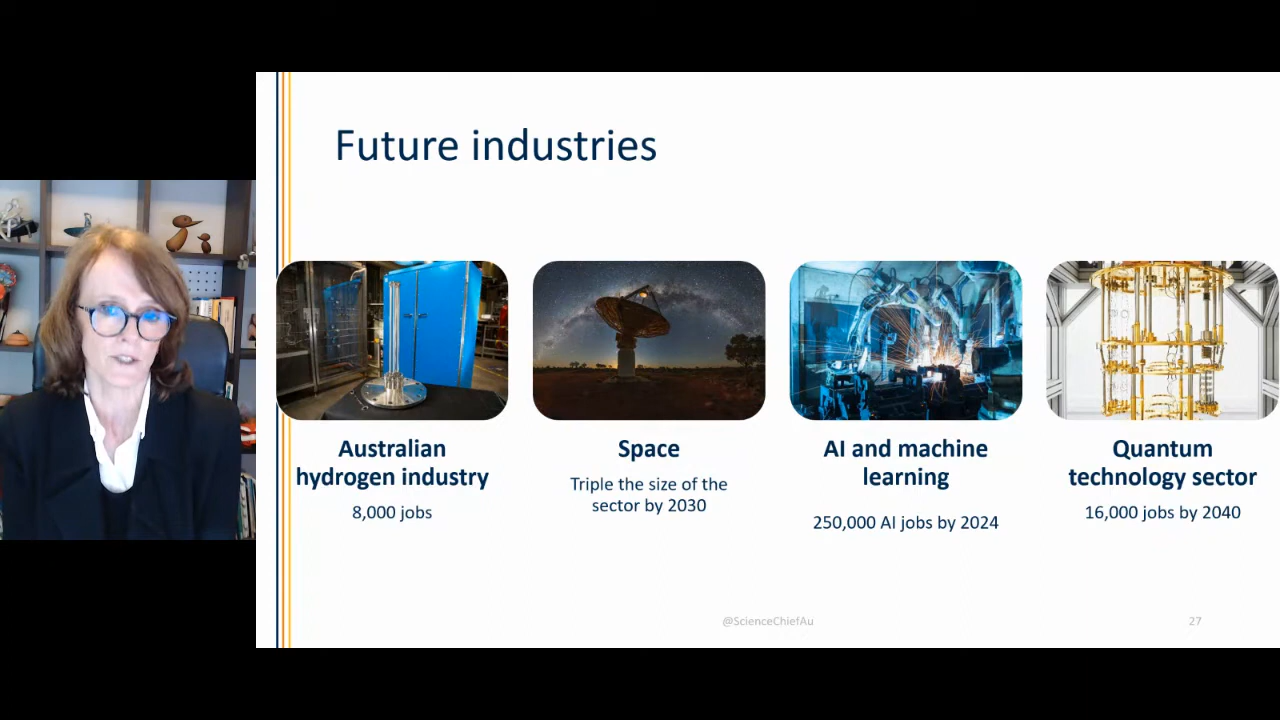 Future industries
Australian
hydrogen industry
8,000 jobs
Space
Triple the size of the
sector by 2030
AI and machine
learning
250,000 AI jobs by 2024
Quantum
technology sector
16,000 jobs by 2040
@ScienceChiefAu
27